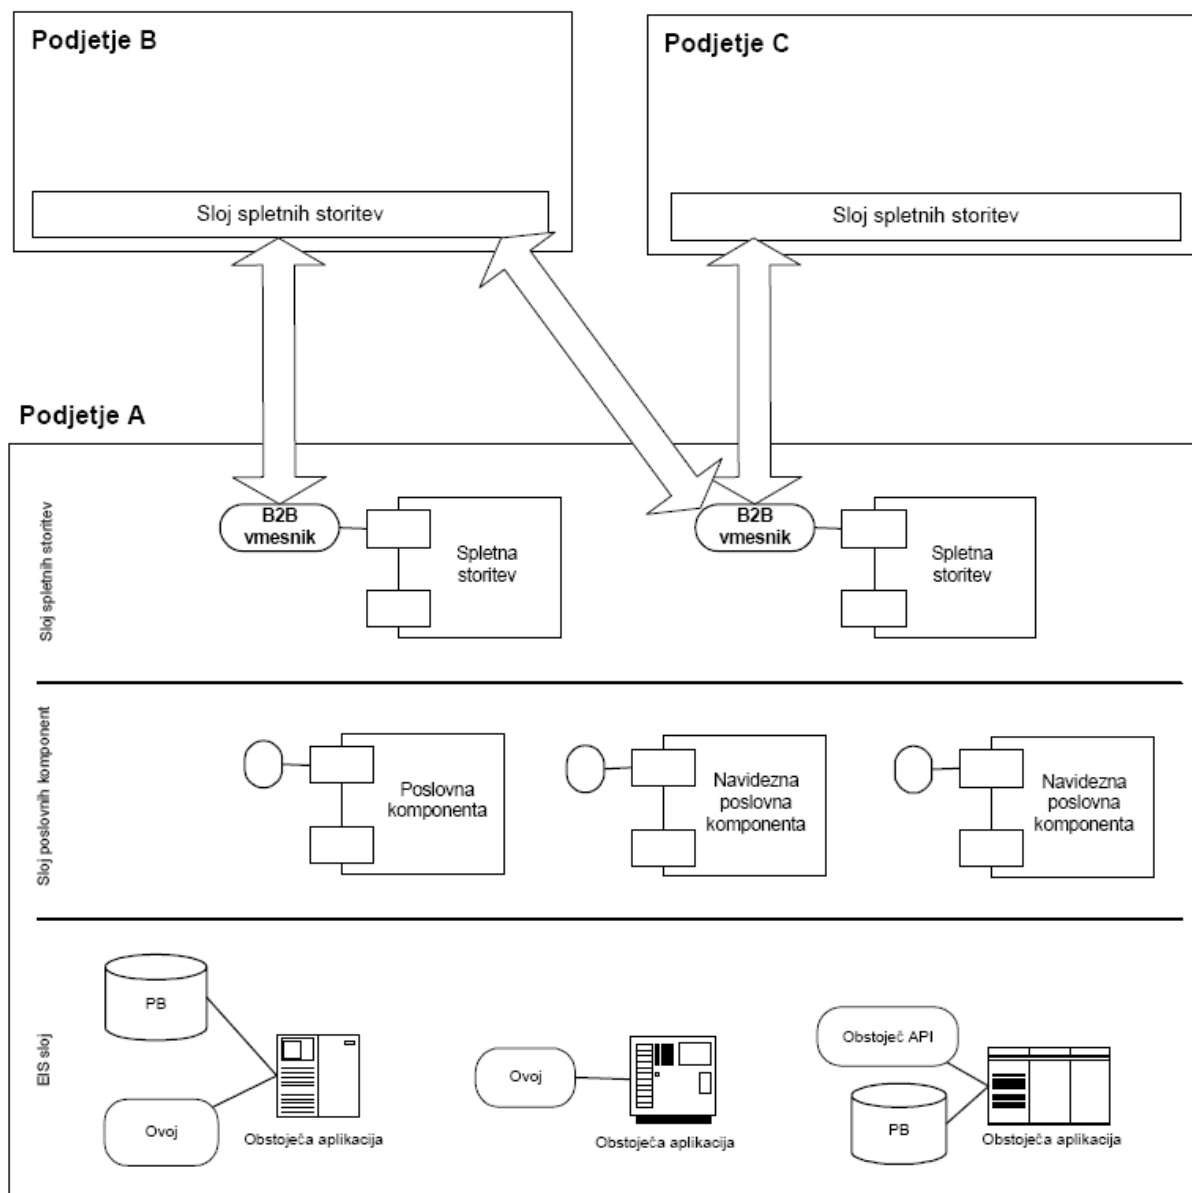 Podjetje B
Podjetje C
Sloj spletnih storitev
Sloj spletnih storitev
Podjetje A
Sloj spletnih storitev
B2B
vmesnik
Spletna
storitev
B2B
vmesnik
Spletna
storitev
Sloj poslovnih komponent
Poslovna
komponenta
Navidezna
poslovna
komponenta
Navidezna
poslovna
komponenta
EIS sloj
PB
Ovoj
Obstoječa aplikacija
Ovoj
Obstoječa aplikacija
Obstoječ API
PB
Obstoječa aplikacija